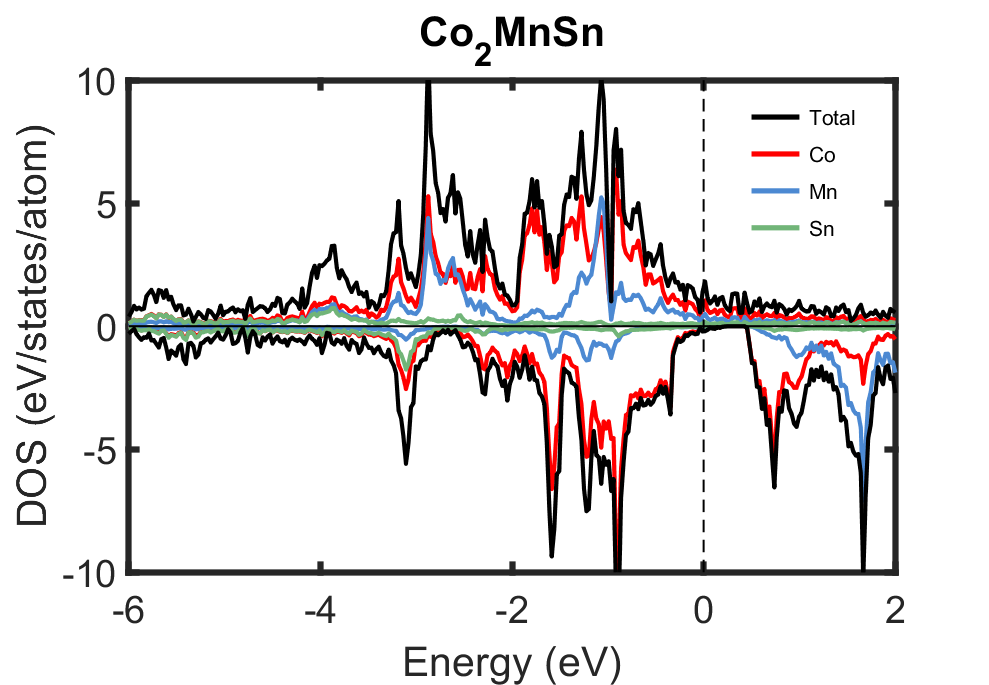 Co₂MnSn
10
5
0
-5
-10
DOS (eV/states/atom)
Total
Co
Mn
Sn
-6 -4 -2 0 2
Energy (eV)